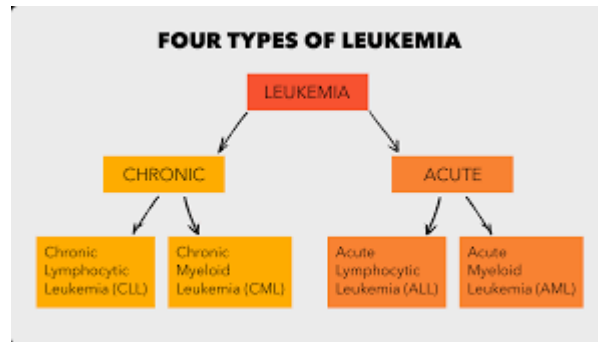 FOUR TYPES OF LEUKEMIA
LEUKEMIA
CHRONIC
ACUTE
Chronic
Lymphocytic
Leukemia (CLL)
Chronic
Myeloid
Leukemia (CML)
Acute
Lymphocytic
Leukemia (ALL)
Acute
Myeloid
Leukemia (AML)